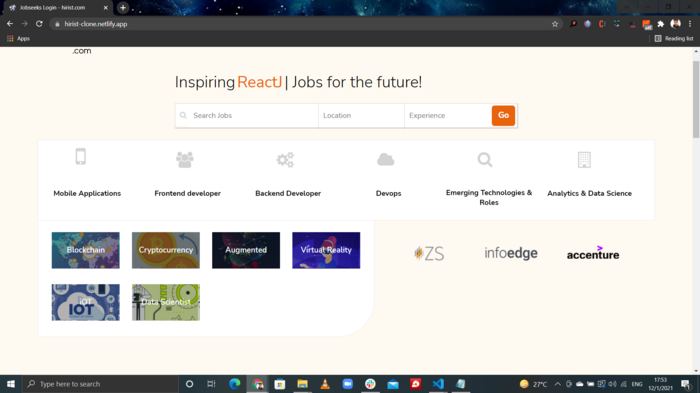 Jobseeks Login - hirist.com
hirist-clone.netlify.app
Apps
Reading list
.com
Inspiring ReactJ| Jobs for the future!
Search Jobs
Location
Experience
Go
Mobile Applications
Frontend developer
Backend Developer
Devops
Emerging Technologies &
Roles
Analytics & Data Science
Blockchain
Cryptocurrency
Augmented
Virtual Reality
ZS
infoedge
accenture
IOT
IOT
Data Scientist
Type here to search
27°C
ENG
17:53
12/1/2021